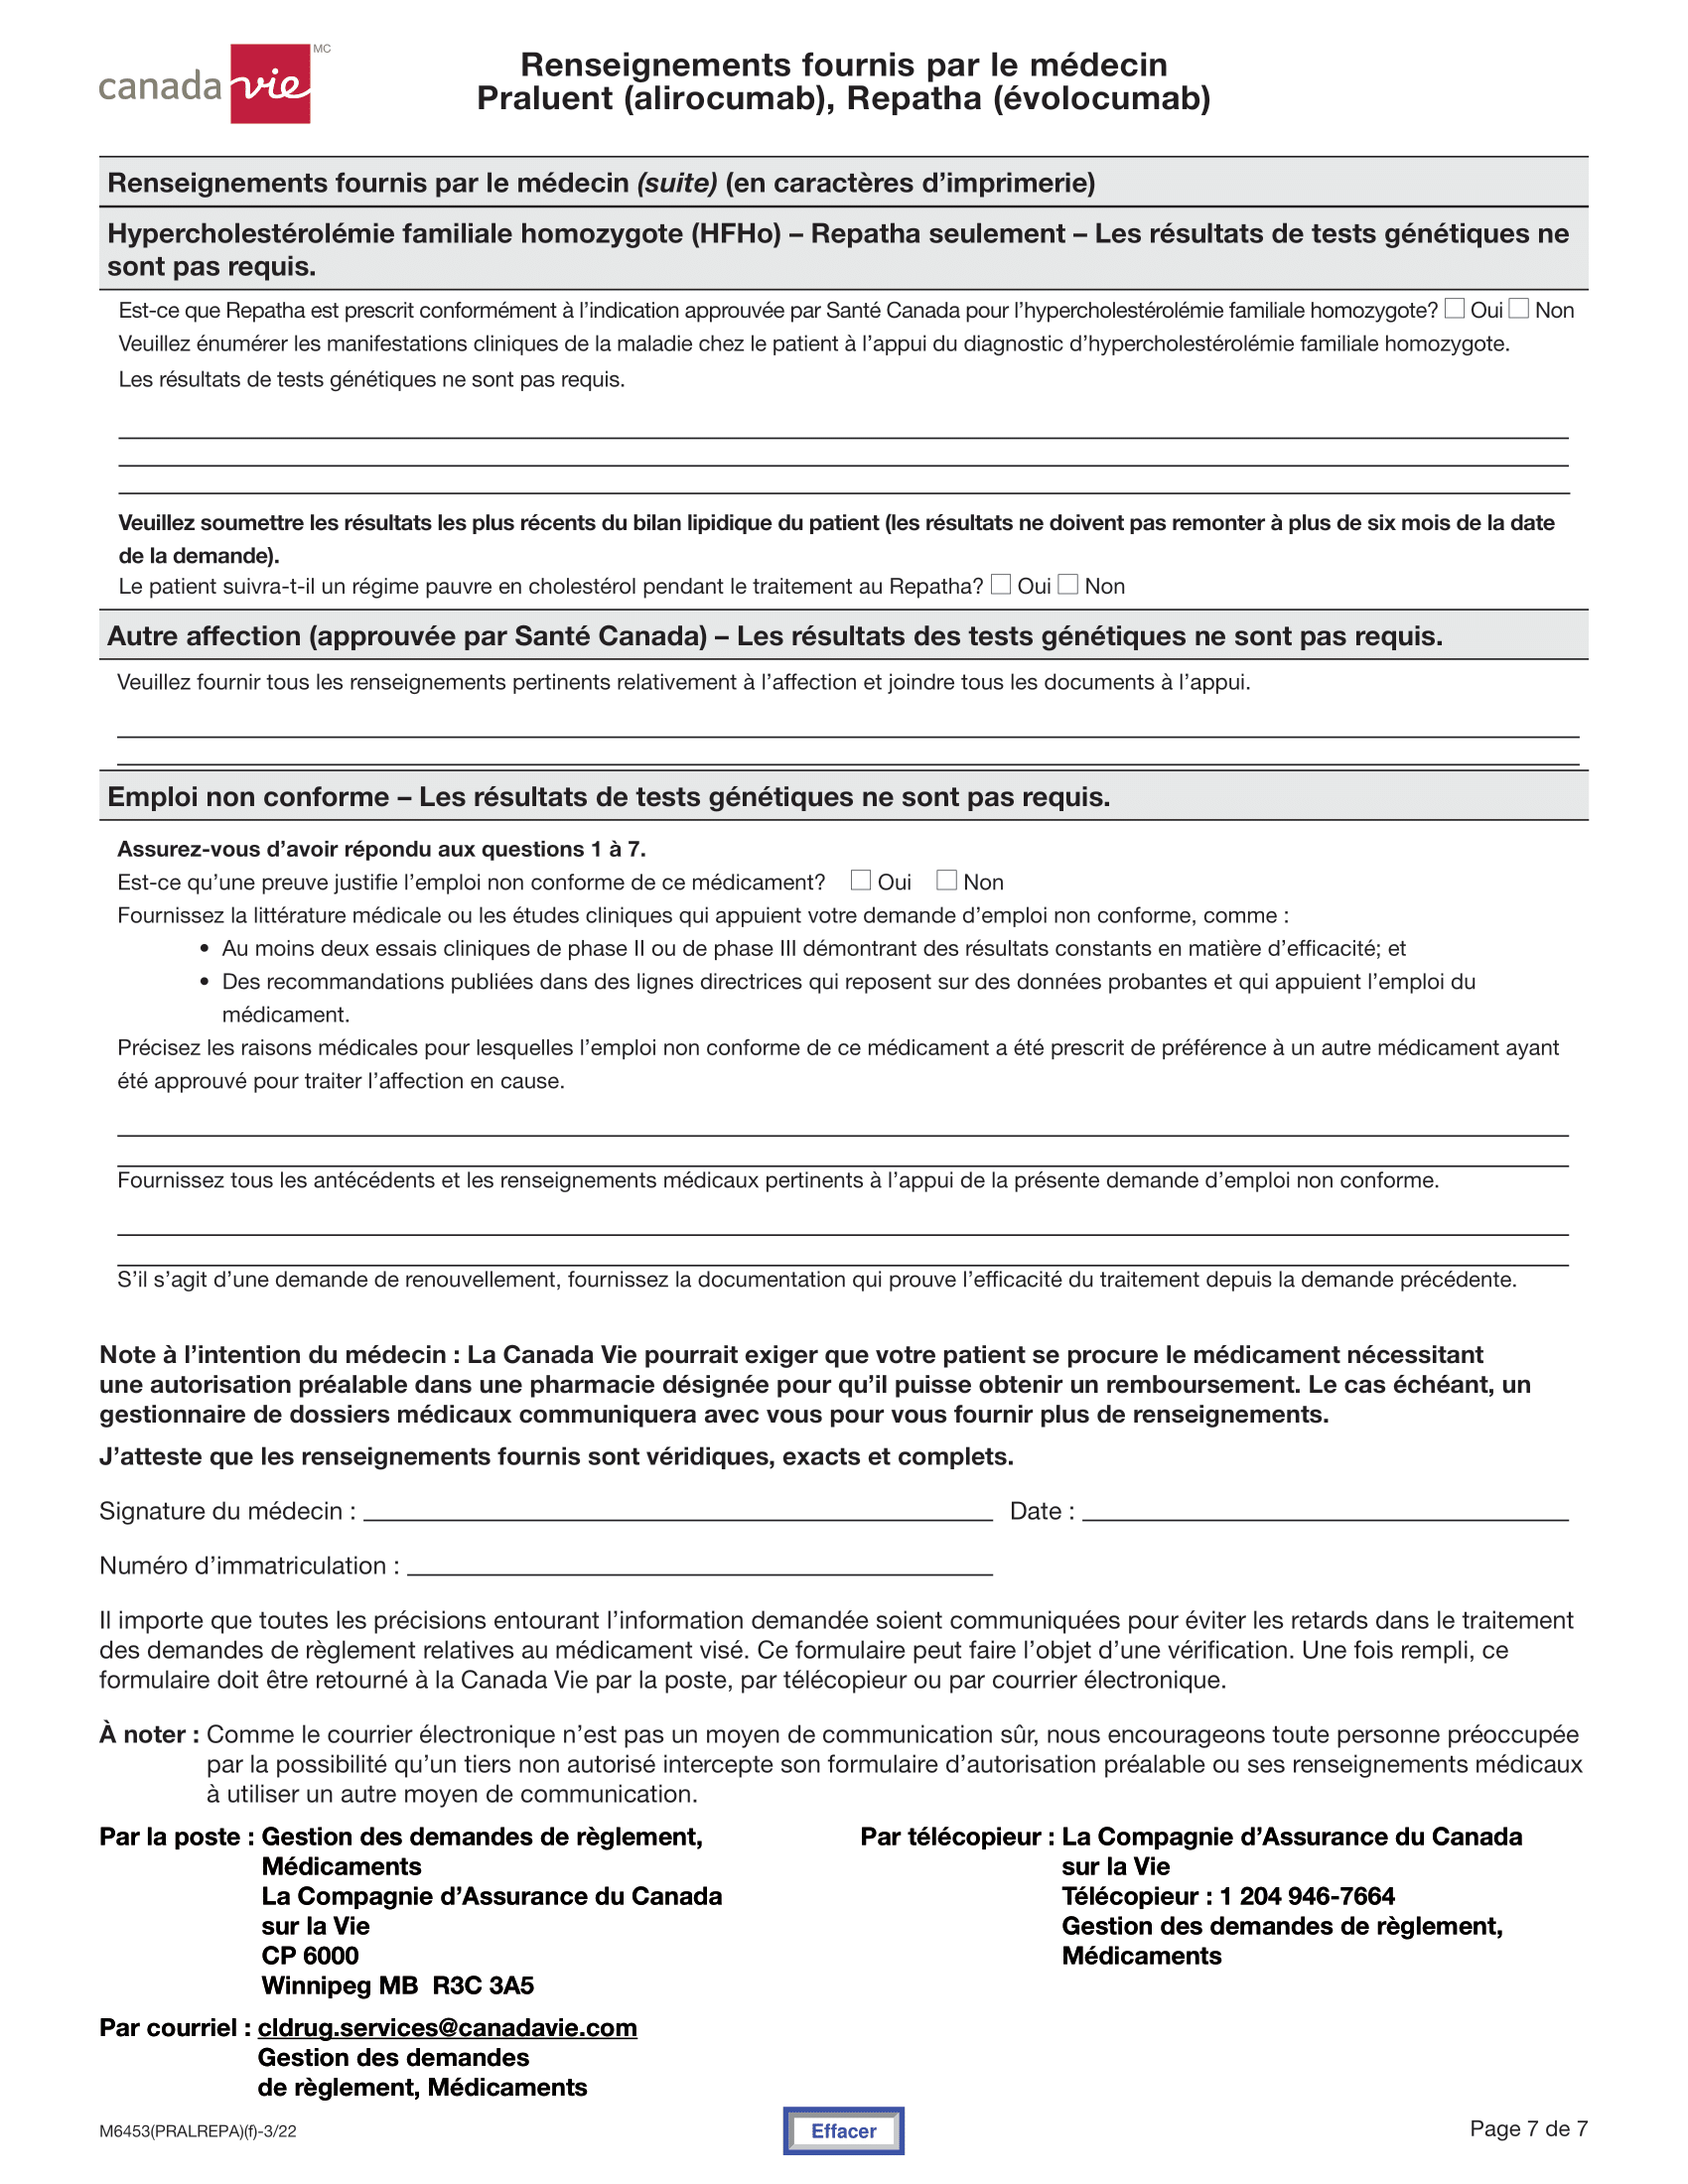 canada vie MC
Renseignements fournis par le médecin
Praluent (alirocumab), Repatha (évolocumab)
Renseignements fournis par le médecin (suite) (en caractères d’imprimerie)
Hypercholestérolémie familiale homozygote (HFHo) – Repatha seulement – Les résultats de tests génétiques ne
sont pas requis.
Est-ce que Repatha est prescrit conformément à l’indication approuvée par Santé Canada pour l’hypercholestérolémie familiale homozygote? ☐ Oui ☐ Non
Veuillez énumérer les manifestations cliniques de la maladie chez le patient à l’appui du diagnostic d’hypercholestérolémie familiale homozygote.
Les résultats de tests génétiques ne sont pas requis.
Veuillez soumettre les résultats les plus récents du bilan lipidique du patient (les résultats ne doivent pas remonter à plus de six mois de la date
de la demande).
Le patient suivra-t-il un régime pauvre en cholestérol pendant le traitement au Repatha? ☐ Oui ☐ Non
Autre affection (approuvée par Santé Canada) – Les résultats des tests génétiques ne sont pas requis.
Veuillez fournir tous les renseignements pertinents relativement à l’affection et joindre tous les documents à l’appui.
Emploi non conforme – Les résultats de tests génétiques ne sont pas requis.
Assurez-vous d’avoir répondu aux questions 1 à 7.
Est-ce qu’une preuve justifie l’emploi non conforme de ce médicament? ☐ Oui ☐ Non
Fournissez la littérature médicale ou les études cliniques qui appuient votre demande d’emploi non conforme, comme :
• Au moins deux essais cliniques de phase II ou de phase III démontrant des résultats constants en matière d’efficacité; et
• Des recommandations publiées dans des lignes directrices qui reposent sur des données probantes et qui appuient l’emploi du
médicament.
Précisez les raisons médicales pour lesquelles l’emploi non conforme de ce médicament a été prescrit de préférence à un autre médicament ayant
été approuvé pour traiter l’affection en cause.
Fournissez tous les antécédents et les renseignements médicaux pertinents à l’appui de la présente demande d’emploi non conforme.
S’il s’agit d’une demande de renouvellement, fournissez la documentation qui prouve l’efficacité du traitement depuis la demande précédente.
Note à l’intention du médecin : La Canada Vie pourrait exiger que votre patient se procure le médicament nécessitant
une autorisation préalable dans une pharmacie désignée pour qu’il puisse obtenir un remboursement. Le cas échéant, un
gestionnaire de dossiers médicaux communiquera avec vous pour vous fournir plus de renseignements.
J’atteste que les renseignements fournis sont véridiques, exacts et complets.
Signature du médecin : Date :
Numéro d’immatriculation :
Il importe que toutes les précisions entourant l’information demandée soient communiquées pour éviter les retards dans le traitement
des demandes de règlement relatives au médicament visé. Ce formulaire peut faire l’objet d’une vérification. Une fois rempli, ce
formulaire doit être retourné à la Canada Vie par la poste, par télécopieur ou par courrier électronique.
À noter : Comme le courrier électronique n’est pas un moyen de communication sûr, nous encourageons toute personne préoccupée
par la possibilité qu’un tiers non autorisé intercepte son formulaire d’autorisation préalable ou ses renseignements médicaux
à utiliser un autre moyen de communication.
Par la poste : Gestion des demandes de règlement,
Médicaments
La Compagnie d’Assurance du Canada
sur la Vie
CP 6000
Winnipeg MB R3C 3A5
Par télécopieur : La Compagnie d’Assurance du Canada
sur la Vie
Télécopieur : 1 204 946-7664
Gestion des demandes de règlement,
Médicaments
Par courriel : cldrug.services@canadavie.com
Gestion des demandes
de règlement, Médicaments
M6453(PRALREPA)(f)-3/22
Effacer
Page 7 de 7